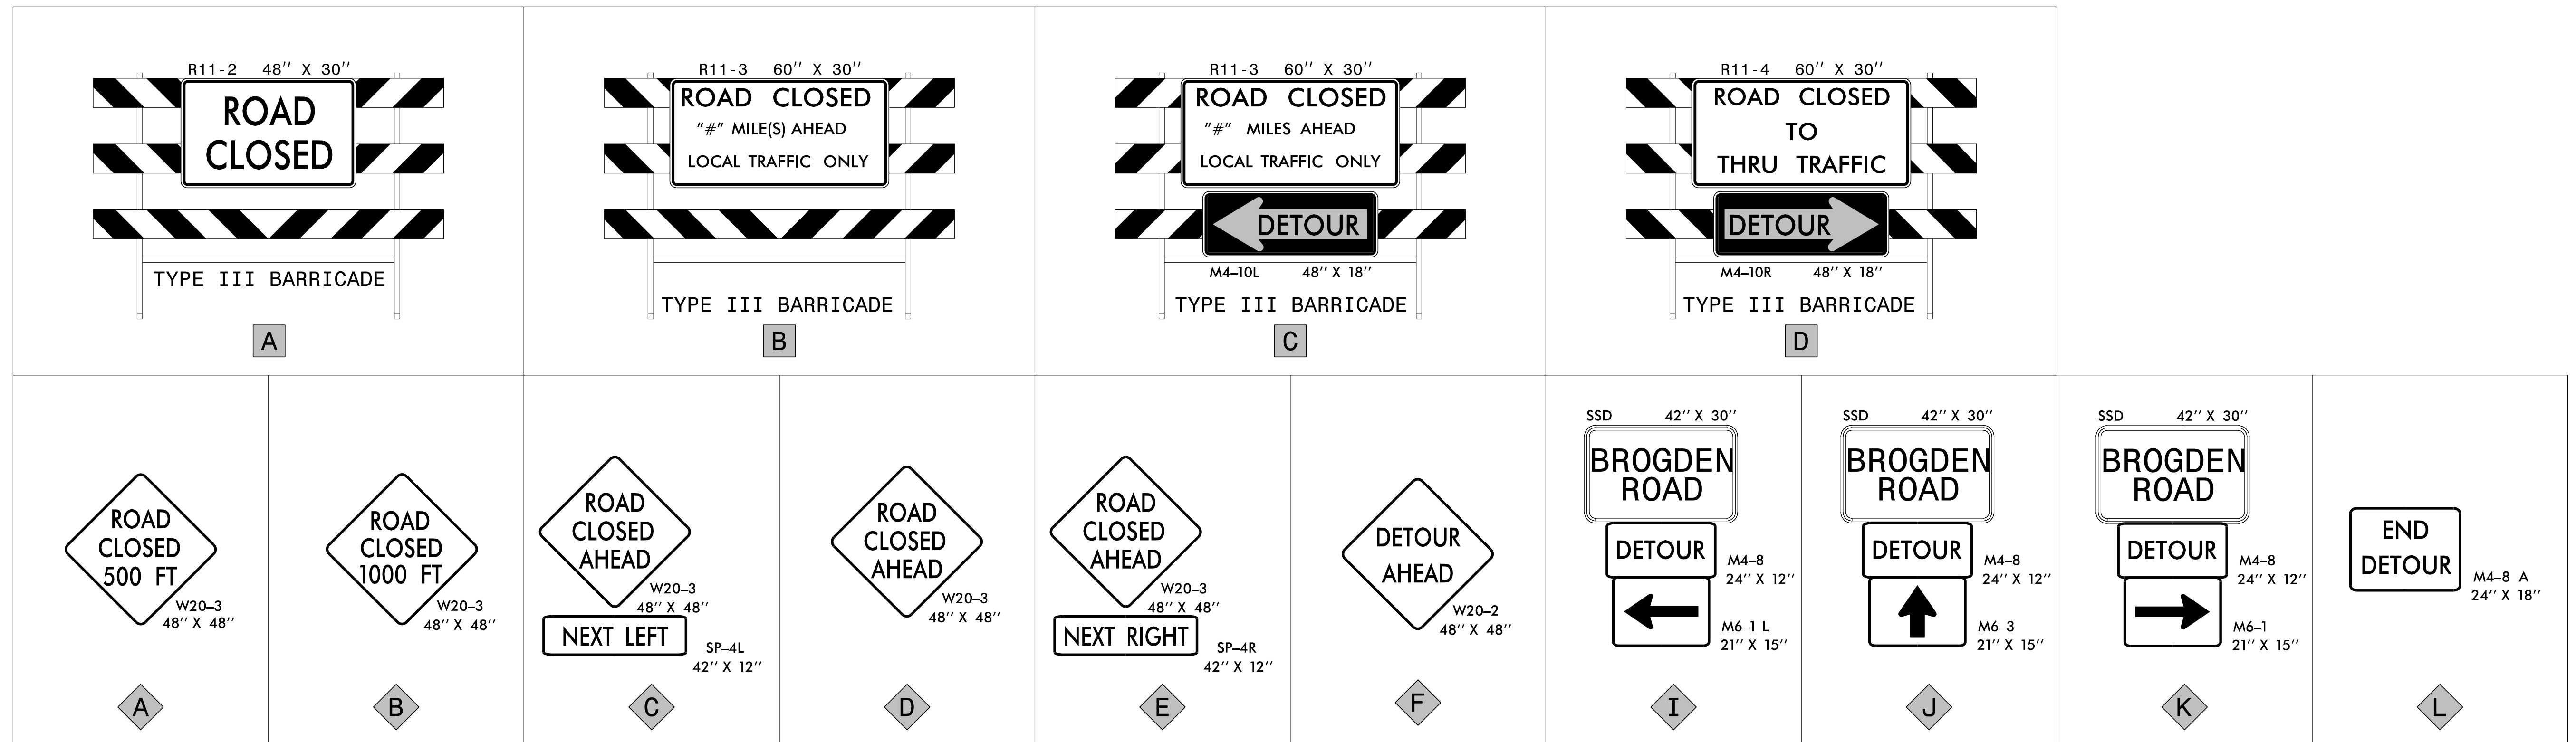 R11-2 48'' X 30''
ROAD
CLOSED
TYPE III BARRICADE
A
R11-3 60'' X 30''
ROAD CLOSED
"#" MILE(S) AHEAD
LOCAL TRAFFIC ONLY
TYPE III BARRICADE
B
R11-3 60'' X 30''
ROAD CLOSED
"#" MILES AHEAD
LOCAL TRAFFIC ONLY
DETOUR
M4-10L 48'' X 18''
TYPE III BARRICADE
C
R11-4 60'' X 30''
ROAD CLOSED
TO
THRU TRAFFIC
DETOUR
M4-10R 48'' X 18''
TYPE III BARRICADE
D
ROAD
CLOSED
500 FT
W20-3
48'' X 48''
A
ROAD
CLOSED
1000 FT
W20-3
48'' X 48''
B
ROAD
CLOSED
AHEAD
W20-3
48'' X 48''
NEXT LEFT
SP-4L
42'' X 12''
C
ROAD
CLOSED
AHEAD
W20-3
48'' X 48''
D
ROAD
CLOSED
AHEAD
W20-3
48'' X 48''
NEXT RIGHT
SP-4R
42'' X 12''
E
DETOUR
AHEAD
W20-2
48'' X 48''
F
SSD 42'' X 30''
BROGDEN
ROAD
DETOUR
M4-8
24'' X 12''
M6-1 L
21'' X 15''
I
SSD 42'' X 30''
BROGDEN
ROAD
DETOUR
M4-8
24'' X 12''
M6-3
21'' X 15''
J
SSD 42'' X 30''
BROGDEN
ROAD
DETOUR
M4-8
24'' X 12''
M6-1
21'' X 15''
K
END
DETOUR
M4-8 A
24'' X 18''
L